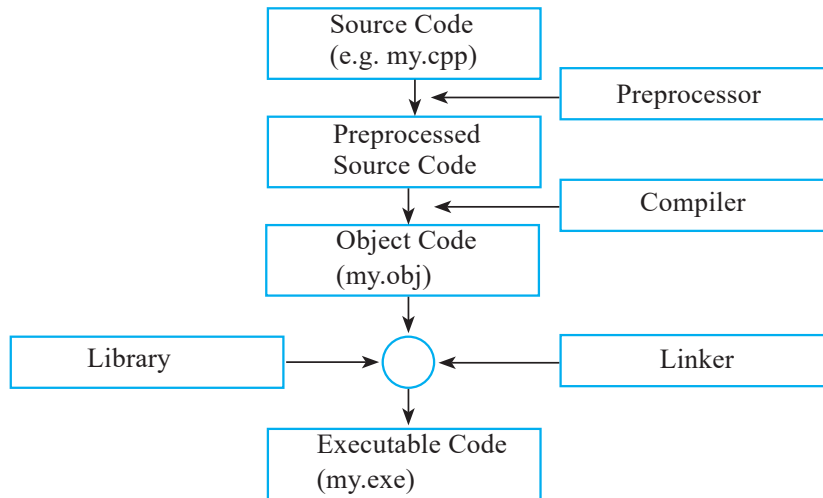 Source Code
(e.g. my.cpp)
Preprocessor
Preprocessed
Source Code
Compiler
Object Code
(my.obj)
Library
Linker
Executable Code
(my.exe)